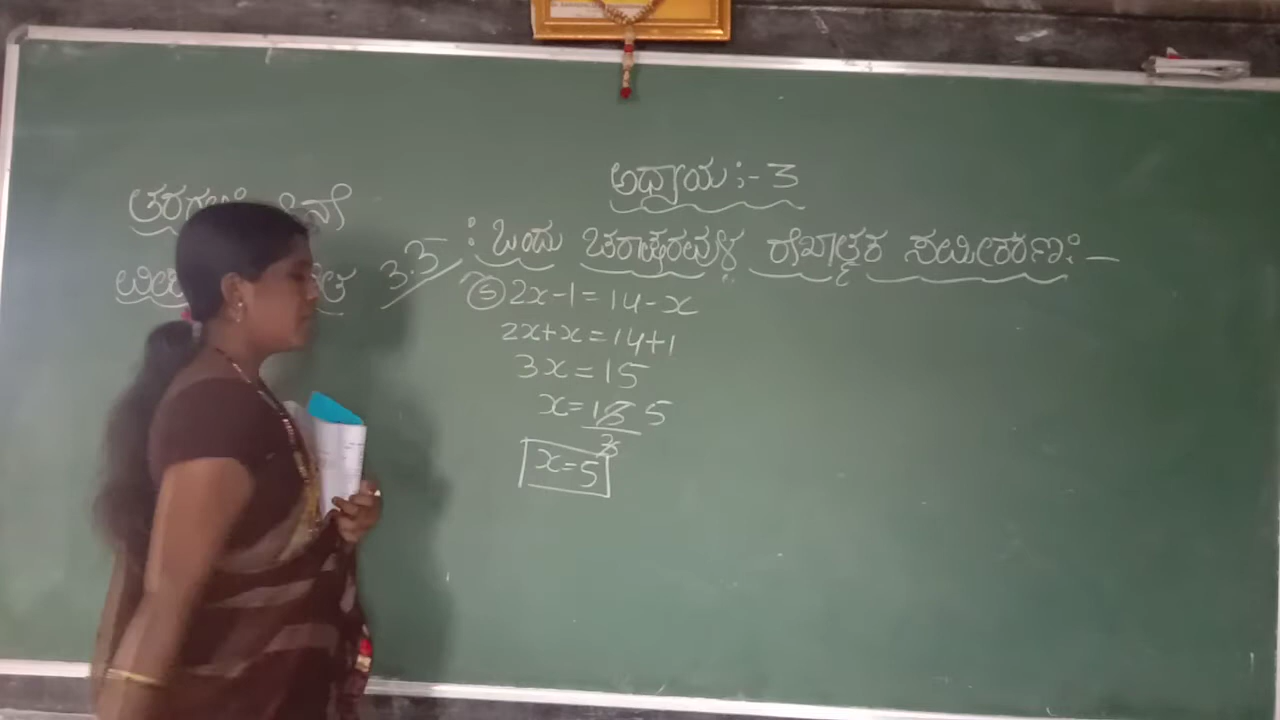 ಅಧ್ಯಾಯ :- 3
: ಒಂದು ಚರಾಕ್ಷರವುಳ್ಳ ರೇಖಾತ್ಮಕ ಸಮೀಕರಣ :-
3.3
⑤ 2x-1 = 14-x
2x+x = 14+1
3x = 15
x = 15/3 5
x=5